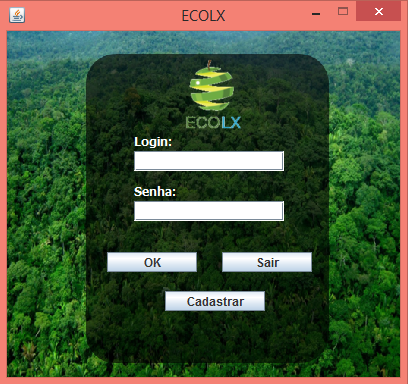 ECOLX
ECOLX
Login:
Senha:
OK Sair
Cadastrar